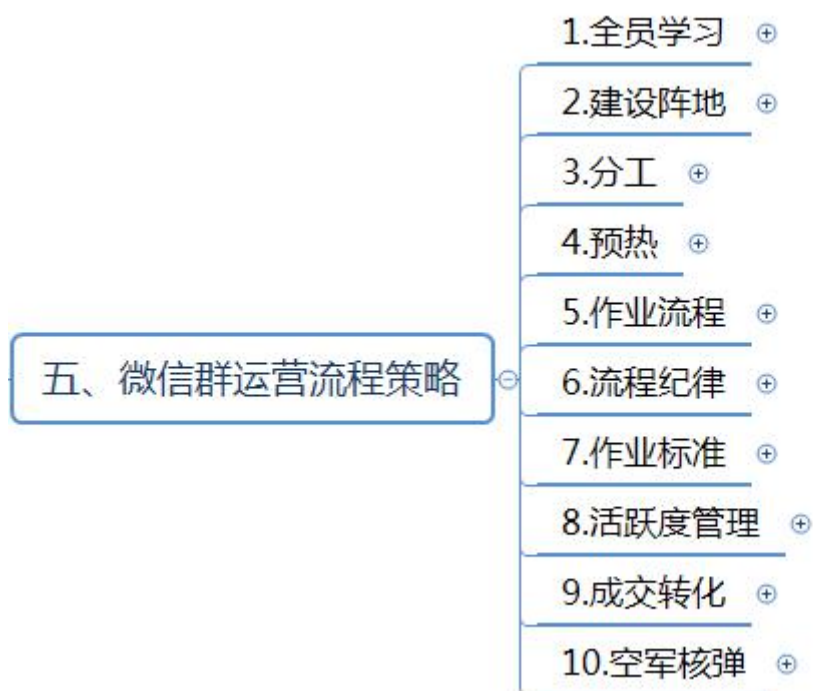 五、微信群运营流程策略
1.全员学习
2.建设阵地
3.分工
4.预热
5.作业流程
6.流程纪律
7.作业标准
8.活跃度管理
9.成交转化
10.空军核弹